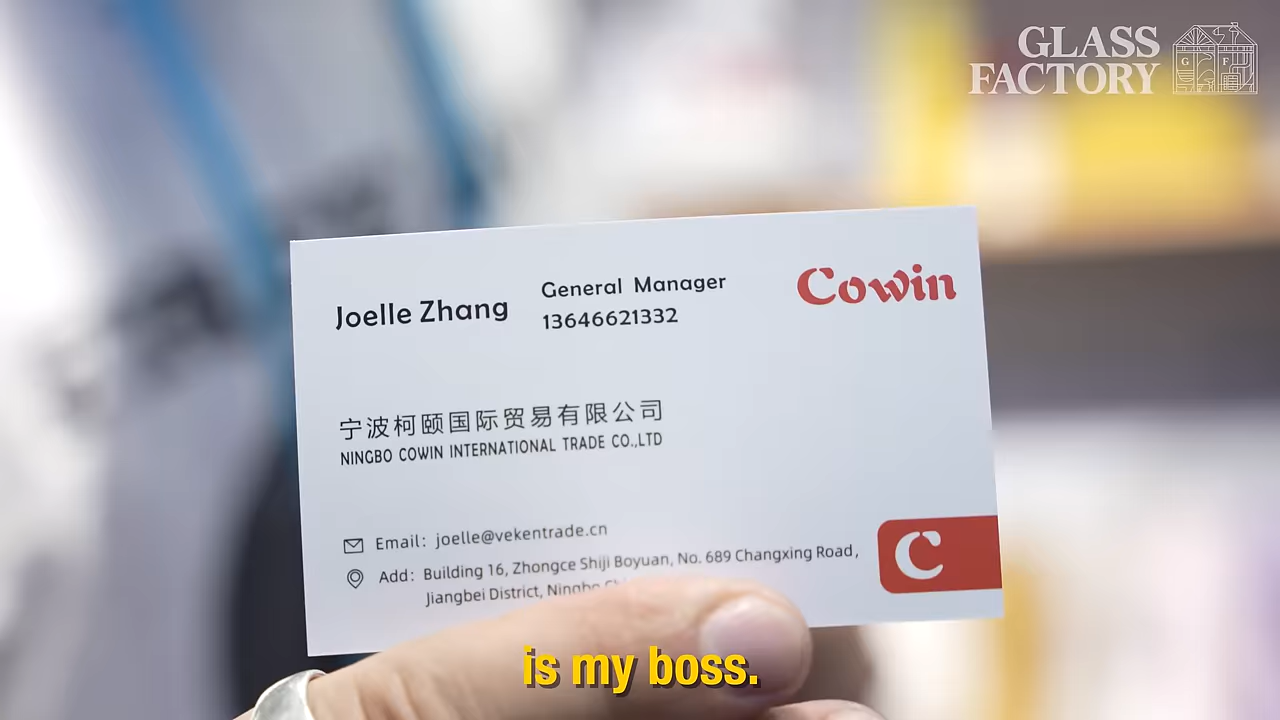 GLASS
FACTORY
G F
Joelle Zhang
General Manager
13646621332
Cowin
宁波柯颐国际贸易有限公司
NINGBO COWIN INTERNATIONAL TRADE CO.,LTD
Email: joelle@vekentrade.cn
Add: Building 16, Zhongce Shiji Boyuan, No. 689 Changxing Road,
Jiangbei District, Ningbo
C
is my boss.